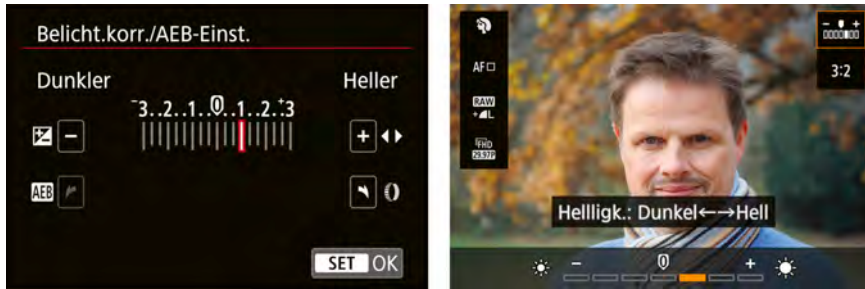 Belicht.korr./AEB-Einst.
Dunkler Heller
-3..2..1..0..1..2..+3
AEB
SET OK
AF
RAW
+L
FHD
29.97P
- +
3:2
Helligk.: Dunkel←→Hell
- 0 +